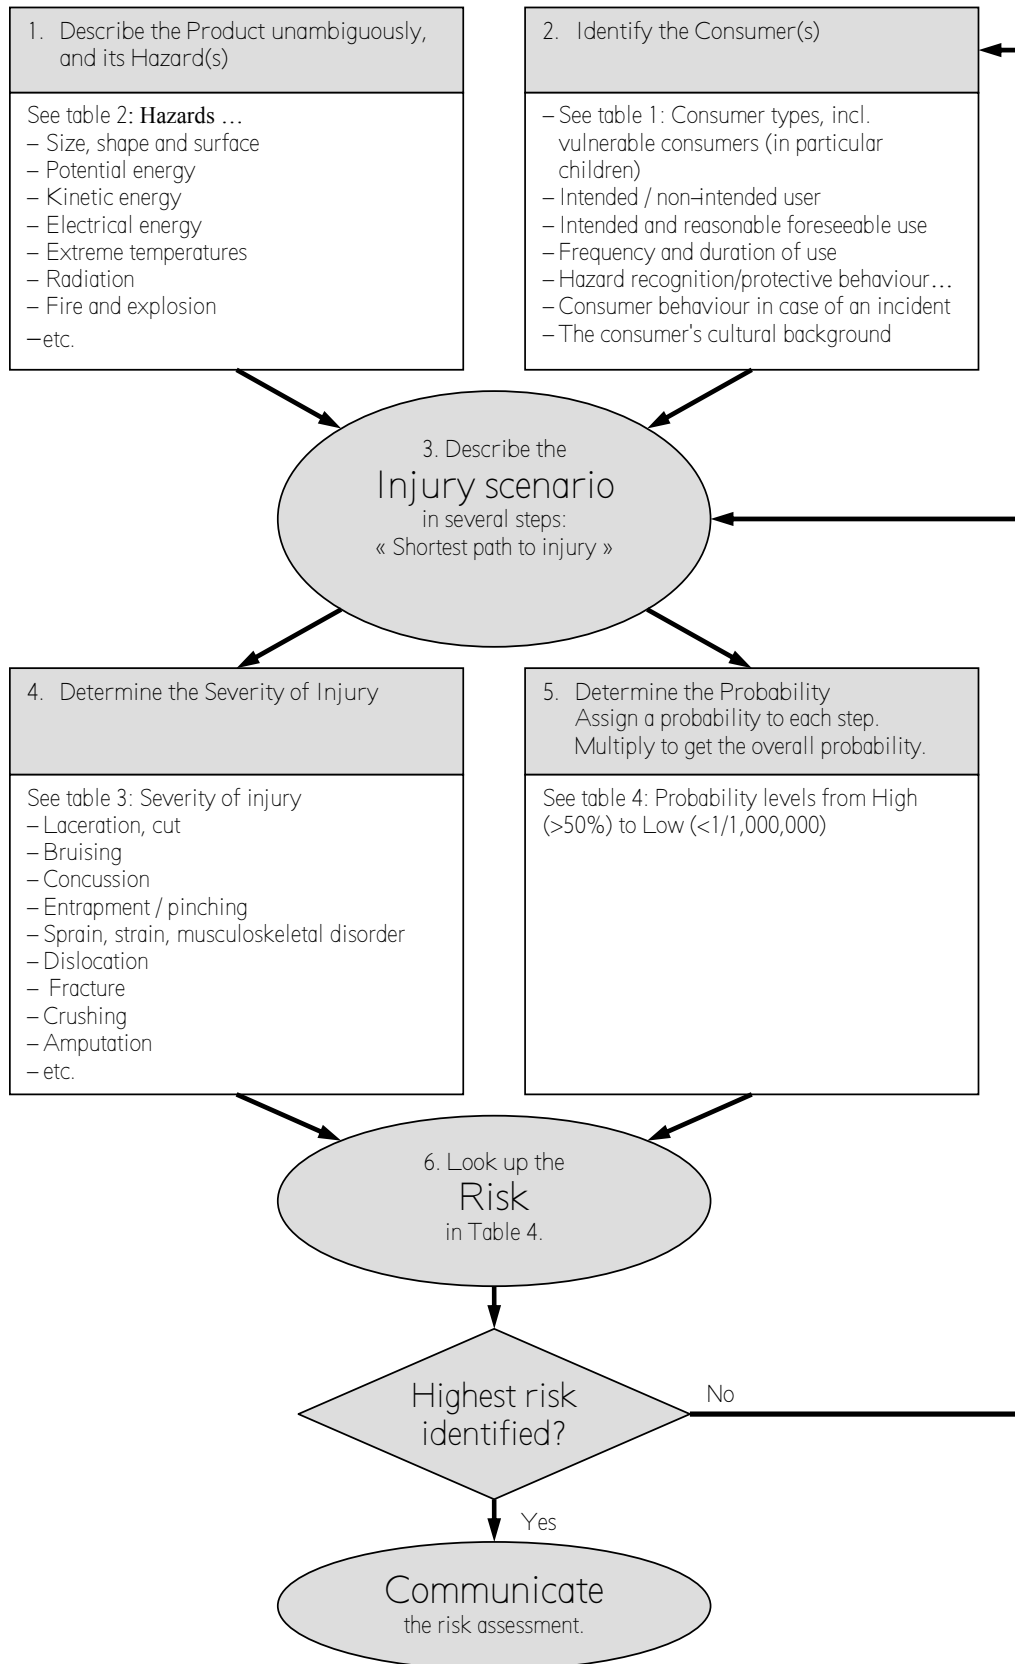 1. Describe the Product unambiguously,
and its Hazard(s)
See table 2: Hazards …
– Size, shape and surface
– Potential energy
– Kinetic energy
– Electrical energy
– Extreme temperatures
– Radiation
– Fire and explosion
–etc.
2. Identify the Consumer(s)
– See table 1: Consumer types, incl.
vulnerable consumers (in particular
children)
– Intended / non-intended user
– Intended and reasonable foreseeable use
– Frequency and duration of use
– Hazard recognition/protective behaviour…
– Consumer behaviour in case of an incident
– The consumer's cultural background
3. Describe the
Injury scenario
in several steps:
« Shortest path to injury »
4. Determine the Severity of Injury
See table 3: Severity of injury
– Laceration, cut
– Bruising
– Concussion
– Entrapment / pinching
– Sprain, strain, musculoskeletal disorder
– Dislocation
– Fracture
– Crushing
– Amputation
– etc.
5. Determine the Probability
Assign a probability to each step.
Multiply to get the overall probability.
See table 4: Probability levels from High
(>50%) to Low (<1/1,000,000)
6. Look up the
Risk
in Table 4.
Highest risk
identified?
No
Yes
Communicate
the risk assessment.